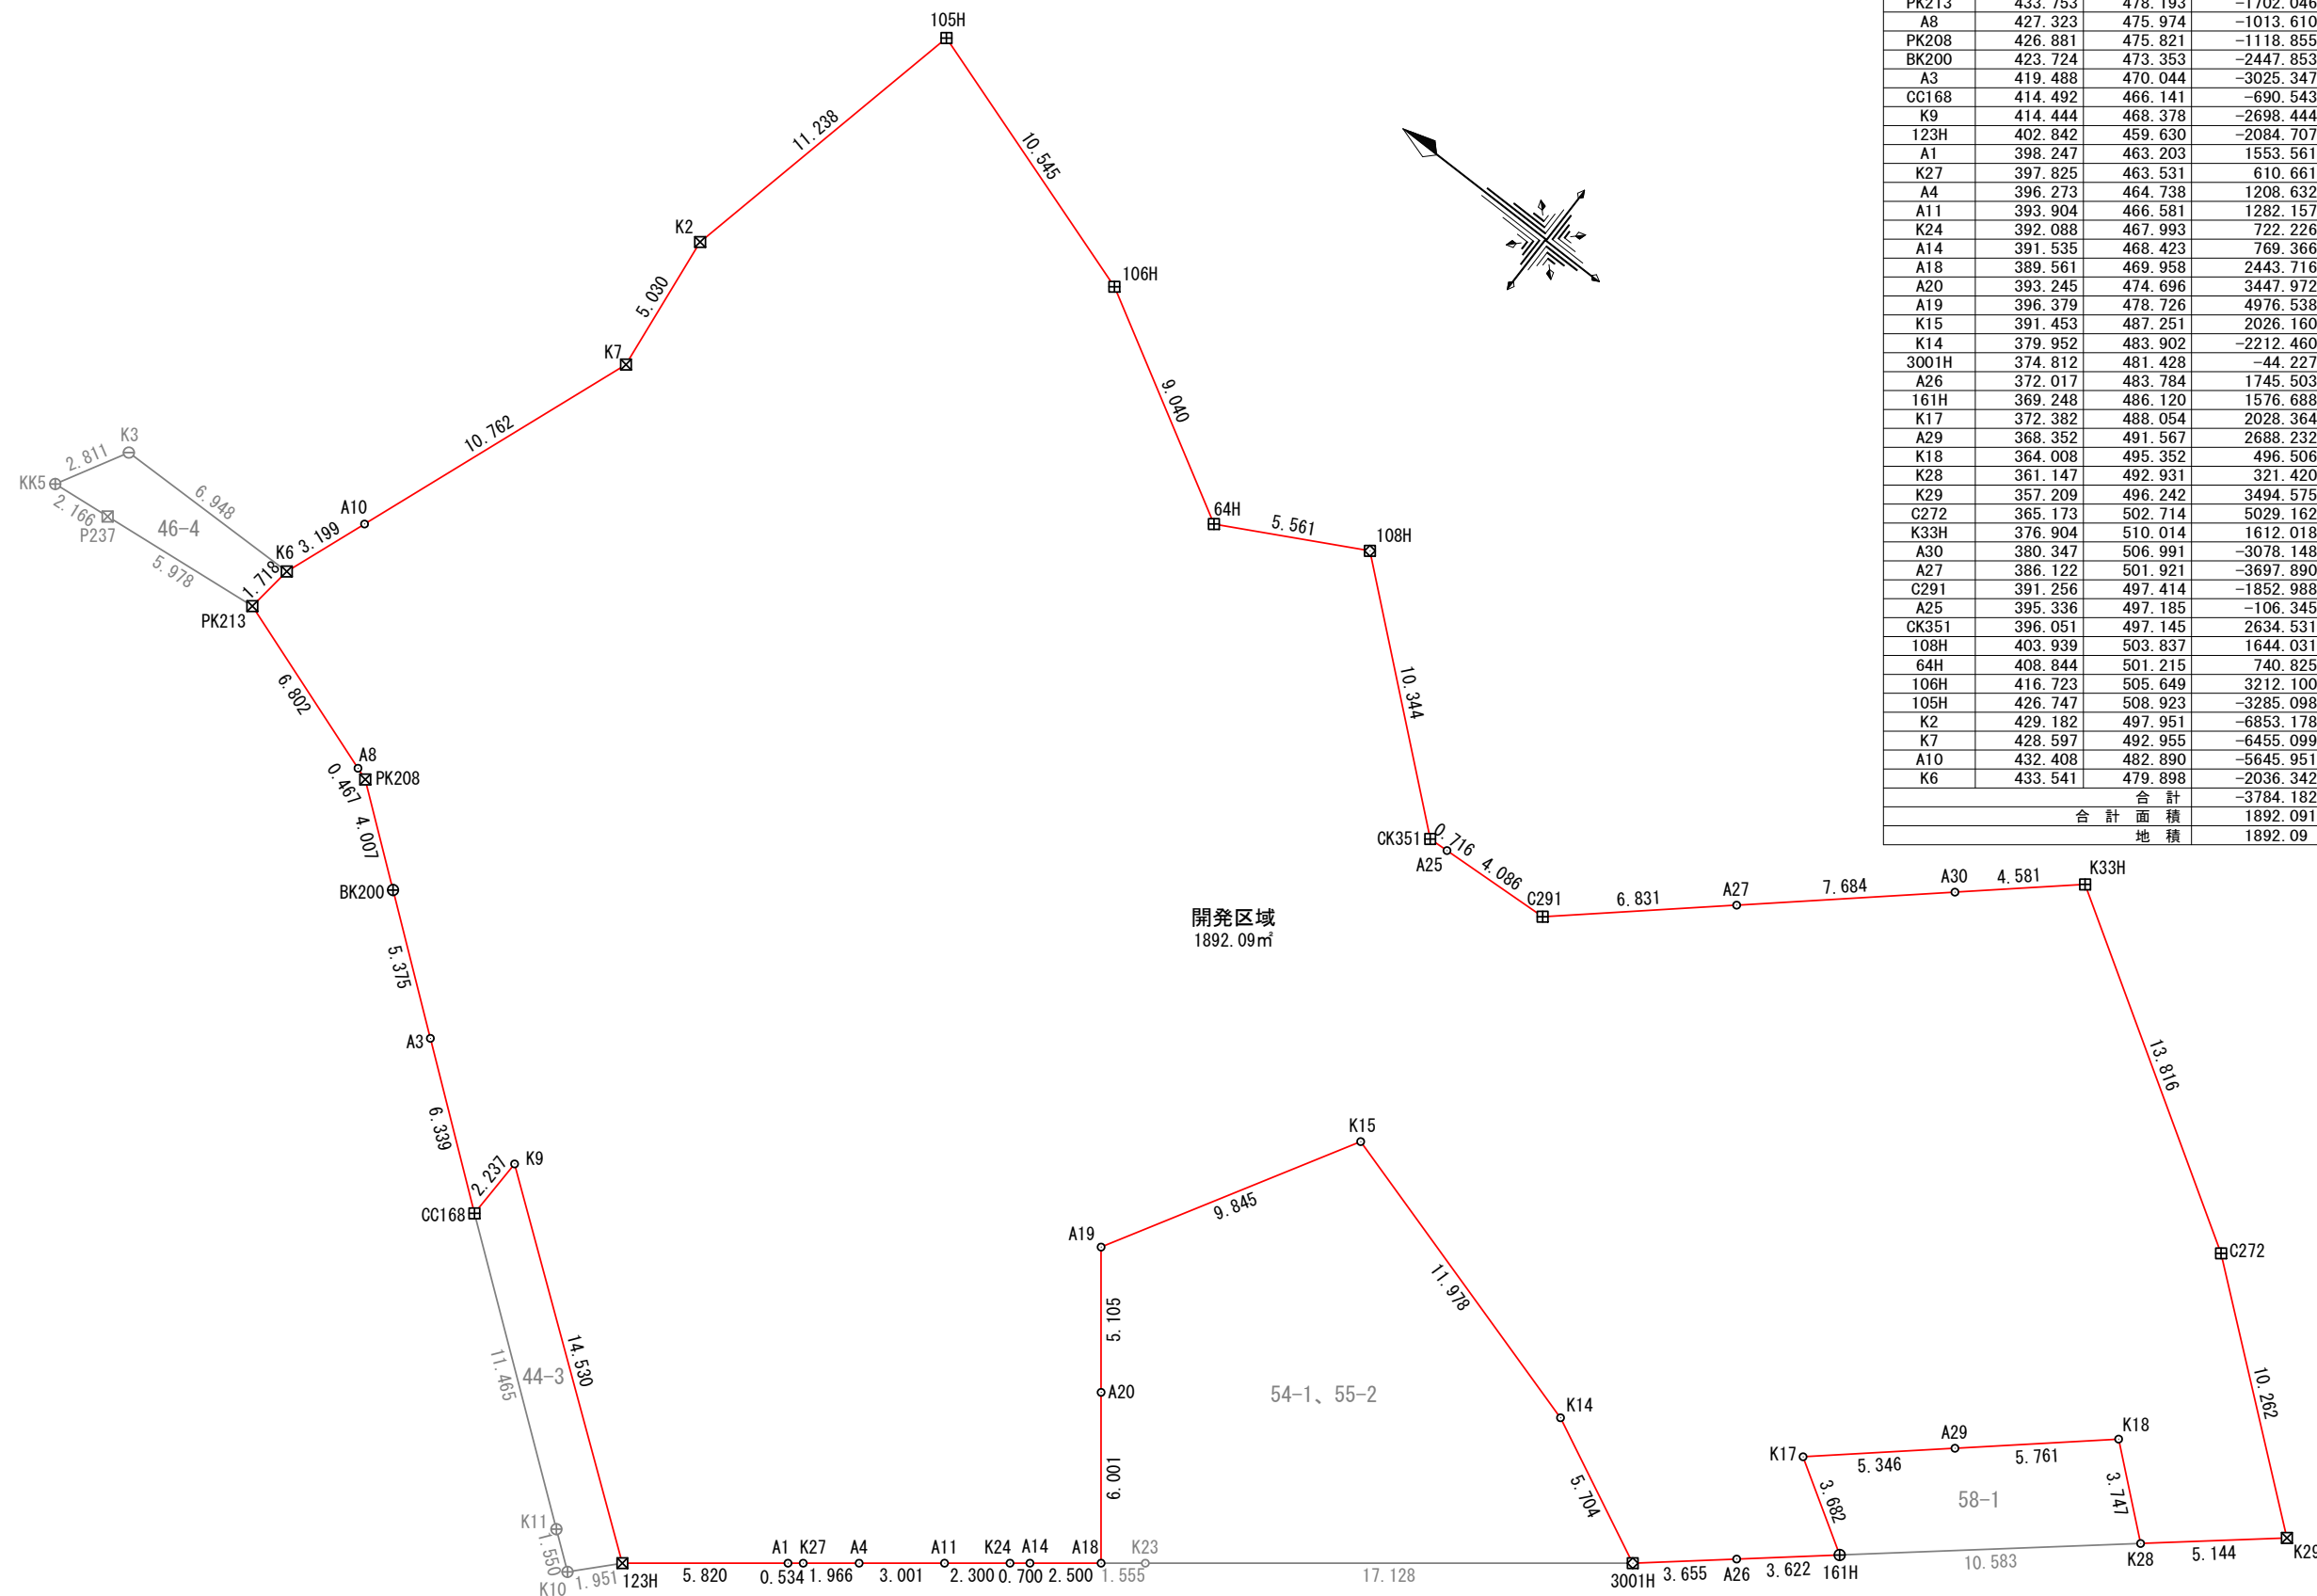 PK213 433.753 478.193 -1702.046
A8 427.323 475.974 -1013.610
PK208 426.881 475.821 -1118.855
BK200 423.724 473.353 -2447.853
A3 419.488 470.044 -3025.347
CC168 414.492 466.141 -690.543
K9 414.444 468.378 -2698.444
123H 402.842 459.630 -2084.707
A1 398.247 463.203 1553.561
K27 397.825 463.531 610.661
A4 396.273 464.738 1208.632
A11 393.904 466.581 1282.157
K24 392.088 467.993 722.226
A14 391.535 468.423 769.366
A18 389.561 469.958 2443.716
A20 393.245 474.696 3447.972
A19 396.379 478.726 4976.538
K15 391.453 487.251 2026.160
K14 379.952 483.902 -2212.460
3001H 374.812 481.428 -44.227
A26 372.017 483.784 1745.503
161H 369.248 486.120 1576.688
K17 372.382 488.054 2028.364
A29 368.352 491.567 2688.232
K18 364.008 495.352 496.506
K28 361.147 492.931 321.420
K29 357.209 496.242 3494.575
C272 365.173 502.714 5029.162
K33H 376.904 510.014 1612.018
A30 380.347 506.991 -3078.148
A27 386.122 501.921 -3697.890
C291 391.256 497.414 -1852.988
A25 395.336 497.185 -106.345
CK351 396.051 497.145 2634.531
108H 403.939 503.837 1644.031
64H 408.844 501.215 740.825
106H 416.723 505.649 3212.100
105H 426.747 508.923 -3285.098
K2 429.182 497.951 -6853.178
K7 428.597 492.955 -6455.099
A10 432.408 482.890 -5645.951
K6 433.541 479.898 -2036.342
合 計 -3784.182
合 計 面 積 1892.091
地 積 1892.09
105H
11.238
10.545
K2
106H
5.030
K7
9.040
10.762
K3
2.811
KK5
6.948
2.166
46-4
P237
A10
3.199
K6
5.978
1.718
PK213
64H
5.561
108H
6.802
10.344
A8
0.467
PK208
4.007
BK200
CK351
0.716
A25
4.086
C291
6.831
A27
7.684
A30
4.581
K33H
開発区域
1892.09㎡
5.375
A3
13.816
6.339
K15
K9
2.237
CC168
9.845
A19
C272
11.978
5.105
14.530
11.465
44-3
A20
54-1、55-2
10.262
K14
K18
A29
K17
5.346
5.761
3.747
3.682
58-1
6.001
5.704
K11
1.550
K10
1.951
123H
5.820
A1
K27
A4
A11
K24
A14
A18
K23
0.534
1.966
3.001
2.300
0.700
2.500
1.555
17.128
3001H
3.655
A26
3.622
161H
10.583
K28
5.144
K29